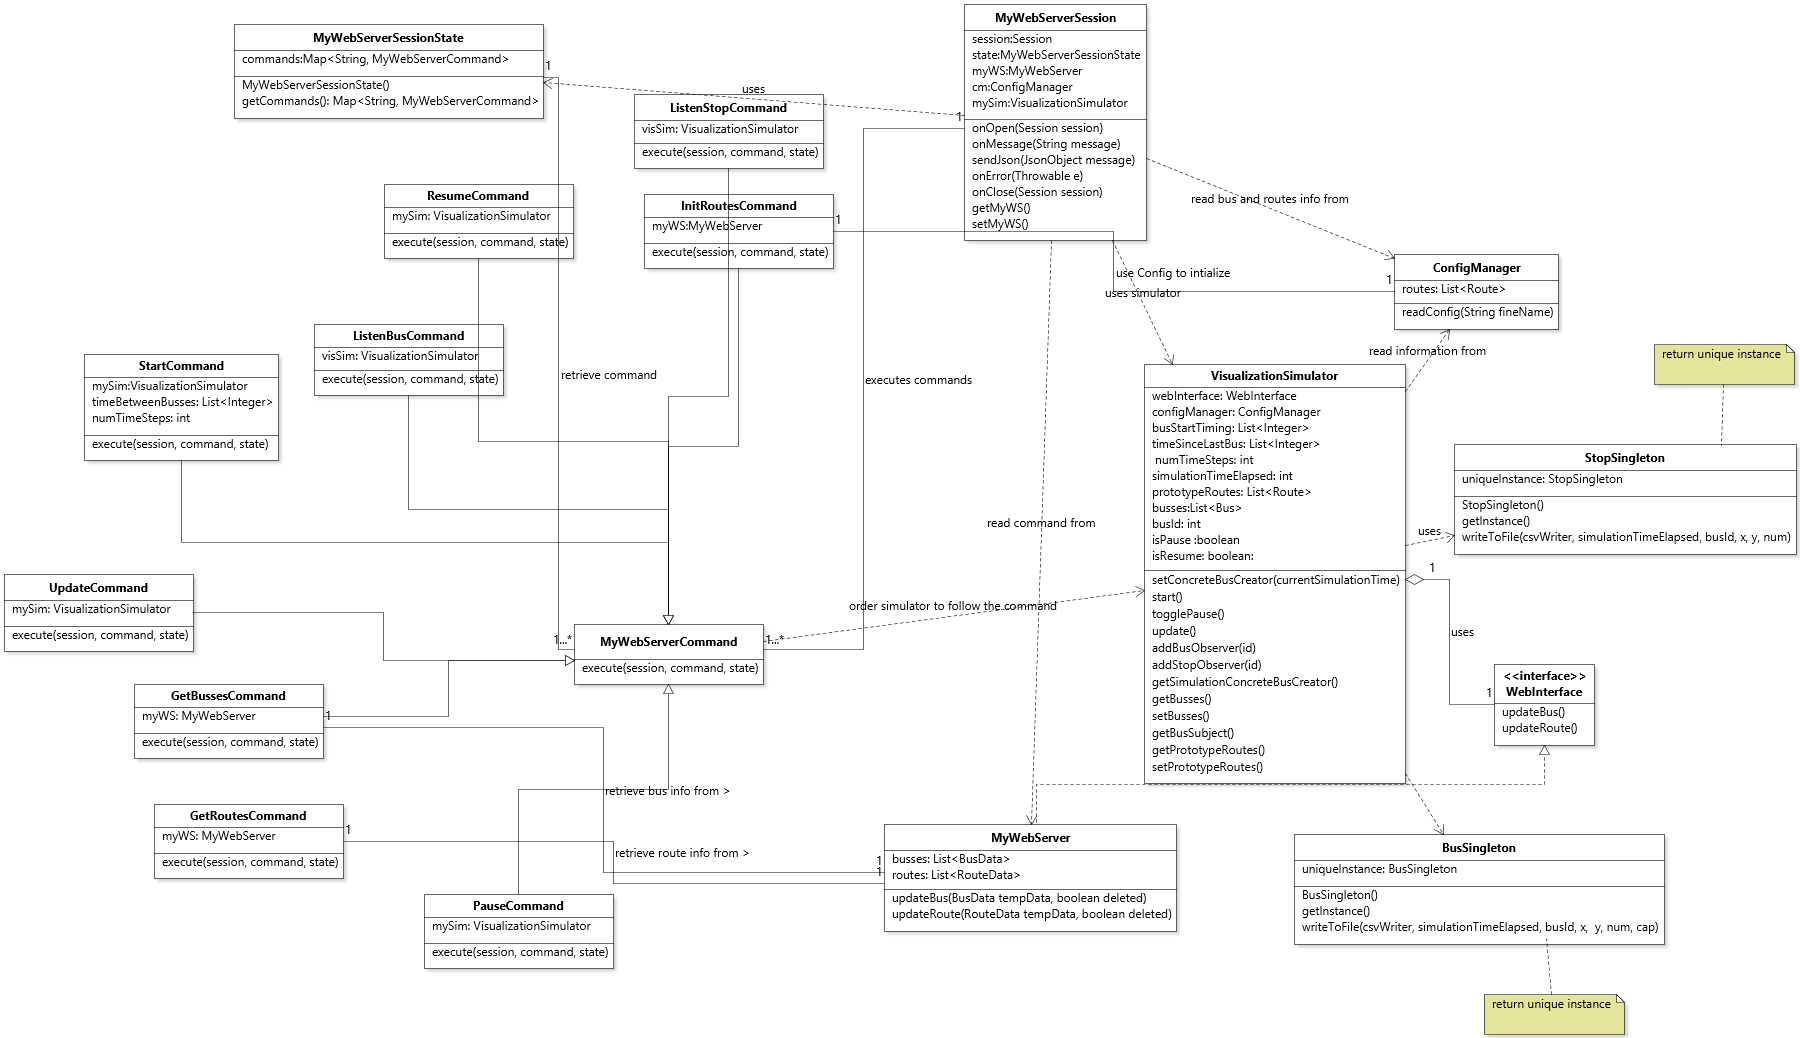 MyWebServerSession
session:Session
state:MyWebServerSessionState
myWS:MyWebServer
cm:ConfigManager
mySim:VisualizationSimulator
onOpen(Session session)
onMessage(String message)
sendJson(JsonObject message)
onError(Throwable e)
onClose(Session session)
getMyWS()
setMyWS()
MyWebServerSessionState
commands:Map<String, MyWebServerCommand>
MyWebServerSessionState()
getCommands(): Map<String, MyWebServerCommand>
1
uses
1
ListenStopCommand
visSim: VisualizationSimulator
execute(session, command, state)
ResumeCommand
mySim: VisualizationSimulator
execute(session, command, state)
InitRoutesCommand
myWS:MyWebServer
execute(session, command, state)
1
read bus and routes info from
use Config to intialize
uses simulator
1
ConfigManager
routes: List<Route>
readConfig(String fineName)
read information from
ListenBusCommand
visSim: VisualizationSimulator
execute(session, command, state)
StartCommand
mySim:VisualizationSimulator
timeBetweenBusses: List<Integer>
numTimeSteps: int
execute(session, command, state)
retrieve command
executes commands
return unique instance
VisualizationSimulator
webInterface: WebInterface
configManager: ConfigManager
busStartTiming: List<Integer>
timeSinceLastBus: List<Integer>
numTimeSteps: int
simulationTimeElapsed: int
prototypeRoutes: List<Route>
busses:List<Bus>
busId: int
isPause :boolean
isResume: boolean:
setConcreteBusCreator(currentSimulationTime)
start()
togglePause()
update()
addBusObserver(id)
addStopObserver(id)
getSimulationConcreteBusCreator()
getBusses()
setBusses()
getBusSubject()
getPrototypeRoutes()
setPrototypeRoutes()
StopSingleton
uniqueInstance: StopSingleton
StopSingleton()
getInstance()
writeToFile(csvWriter, simulationTimeElapsed, busId, x, y, num)
uses
read command from
1
uses
1
order simulator to follow the command
UpdateCommand
mySim: VisualizationSimulator
execute(session, command, state)
1...*
MyWebServerCommand
execute(session, command, state)
1...*
<<interface>>
WebInterface
updateBus()
updateRoute()
GetBussesCommand
myWS: MyWebServer
execute(session, command, state)
1
retrieve bus info from >
GetRoutesCommand
myWS: MyWebServer
execute(session, command, state)
1
retrieve route info from >
1
1
MyWebServer
busses: List<BusData>
routes: List<RouteData>
updateBus(BusData tempData, boolean deleted)
updateRoute(RouteData tempData, boolean deleted)
BusSingleton
uniqueInstance: BusSingleton
BusSingleton()
getInstance()
writeToFile(csvWriter, simulationTimeElapsed, busId, x, y, num, cap)
PauseCommand
mySim: VisualizationSimulator
execute(session, command, state)
return unique instance